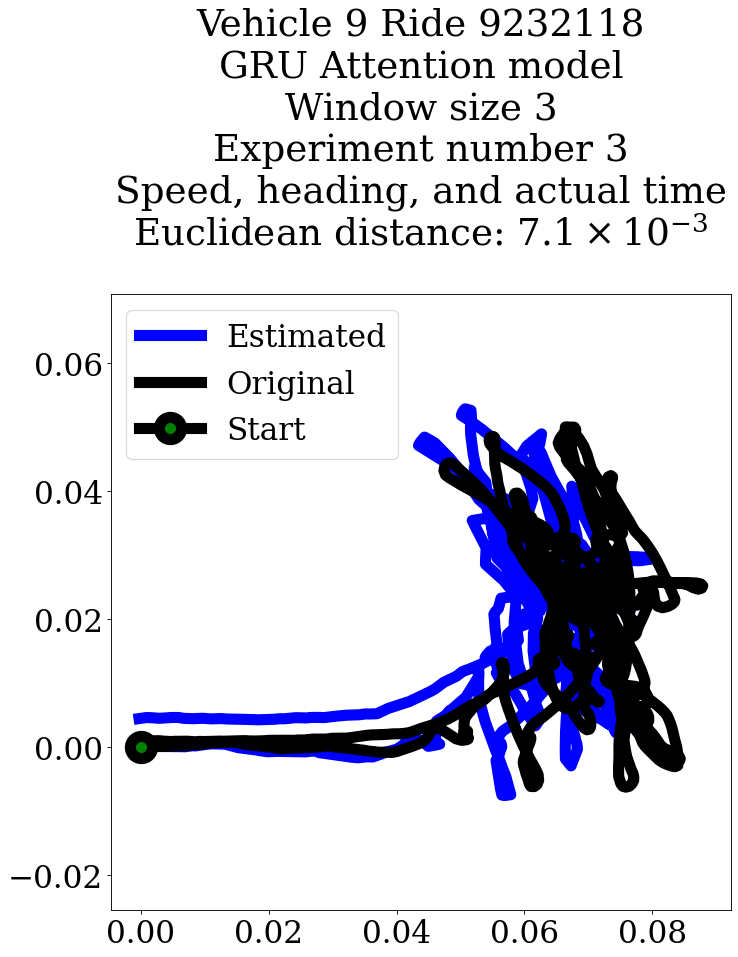 Vehicle 9 Ride 9232118
GRU Attention model
Window size 3
Experiment number 3
Speed, heading, and actual time
Euclidean distance: 7.1 × 10⁻³
Estimated
Original
Start
0.06
0.04
0.02
0.00
−0.02
0.00 0.02 0.04 0.06 0.08